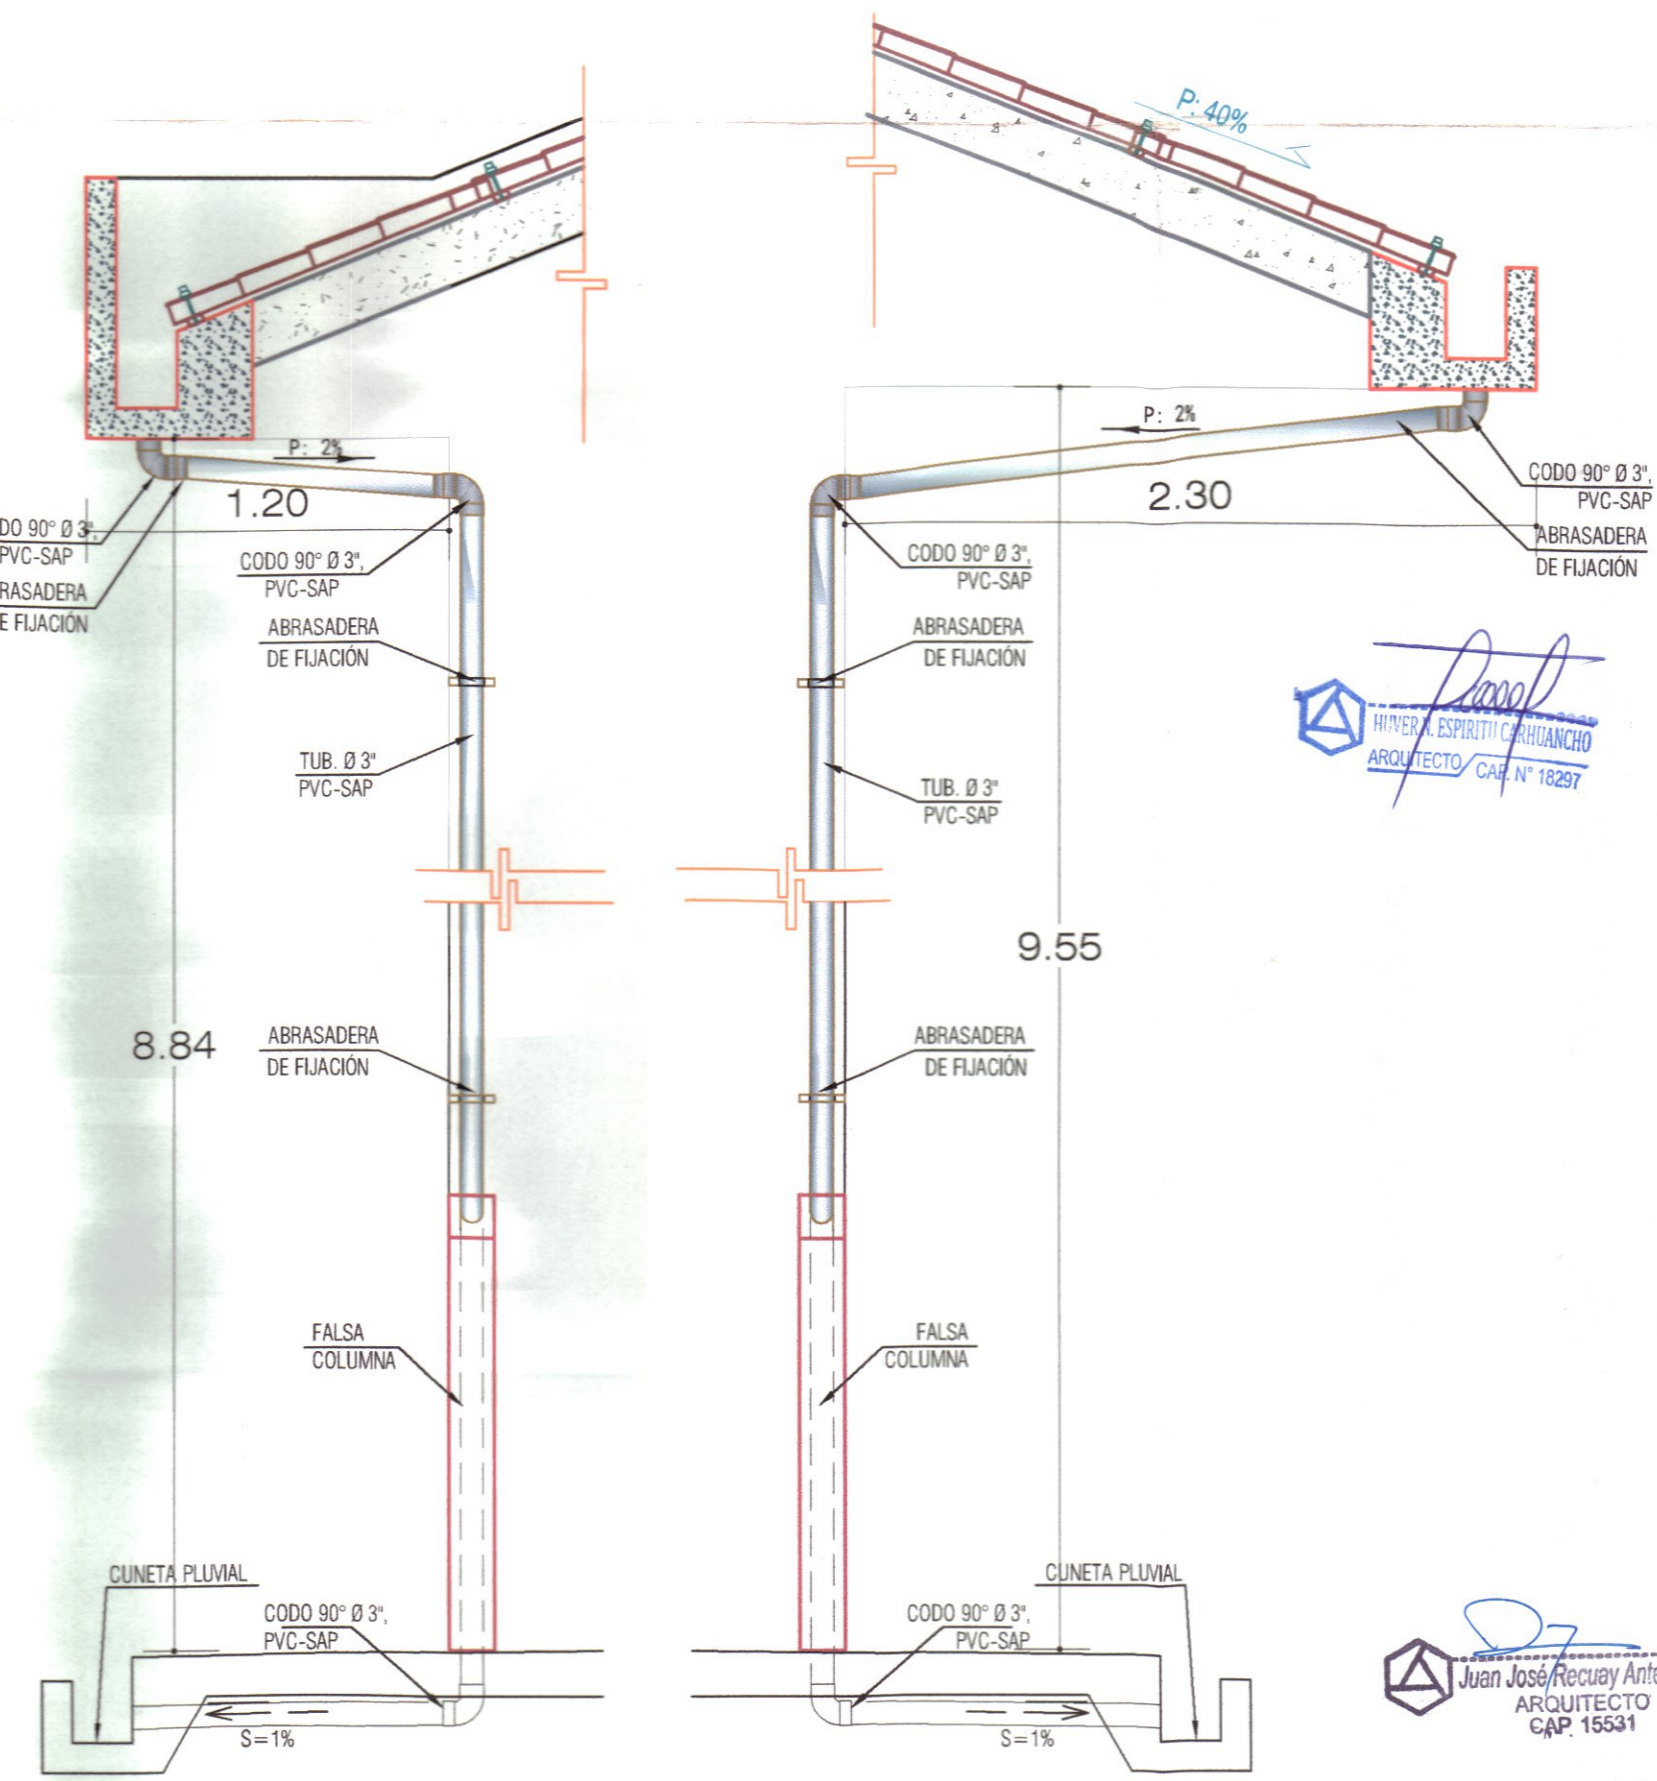 P: 40%
P: 2%
P: 2%
1.20
2.30
DO 90° Ø 3",
PVC-SAP
RASADERA
E FIJACIÓN
CODO 90° Ø 3",
PVC-SAP
CODO 90° Ø 3",
PVC-SAP
CODO 90° Ø 3",
PVC-SAP
ABRASADERA
DE FIJACIÓN
ABRASADERA
DE FIJACIÓN
ABRASADERA
DE FIJACIÓN
HUVER N. ESPIRITU CARHUANCHO
ARQUITECTO CAP. N° 18297
TUB. Ø 3"
PVC-SAP
TUB. Ø 3"
PVC-SAP
9.55
8.84
ABRASADERA
DE FIJACIÓN
ABRASADERA
DE FIJACIÓN
FALSA
COLUMNA
FALSA
COLUMNA
CUNETA PLUVIAL
CUNETA PLUVIAL
CODO 90° Ø 3",
PVC-SAP
CODO 90° Ø 3",
PVC-SAP
S=1%
S=1%
Juan José Recuay Ante
ARQUITECTO
CAP. 15531